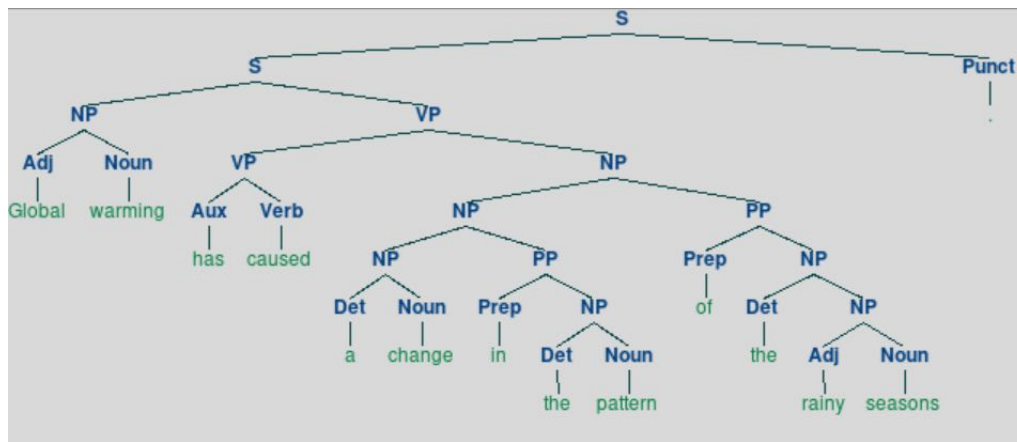 S
S Punct
NP VP .
Adj Noun VP NP
Global warming Aux Verb NP PP
has caused NP PP Prep NP
Det Noun Prep NP of Det NP
a change in Det Noun the Adj Noun
the pattern rainy seasons